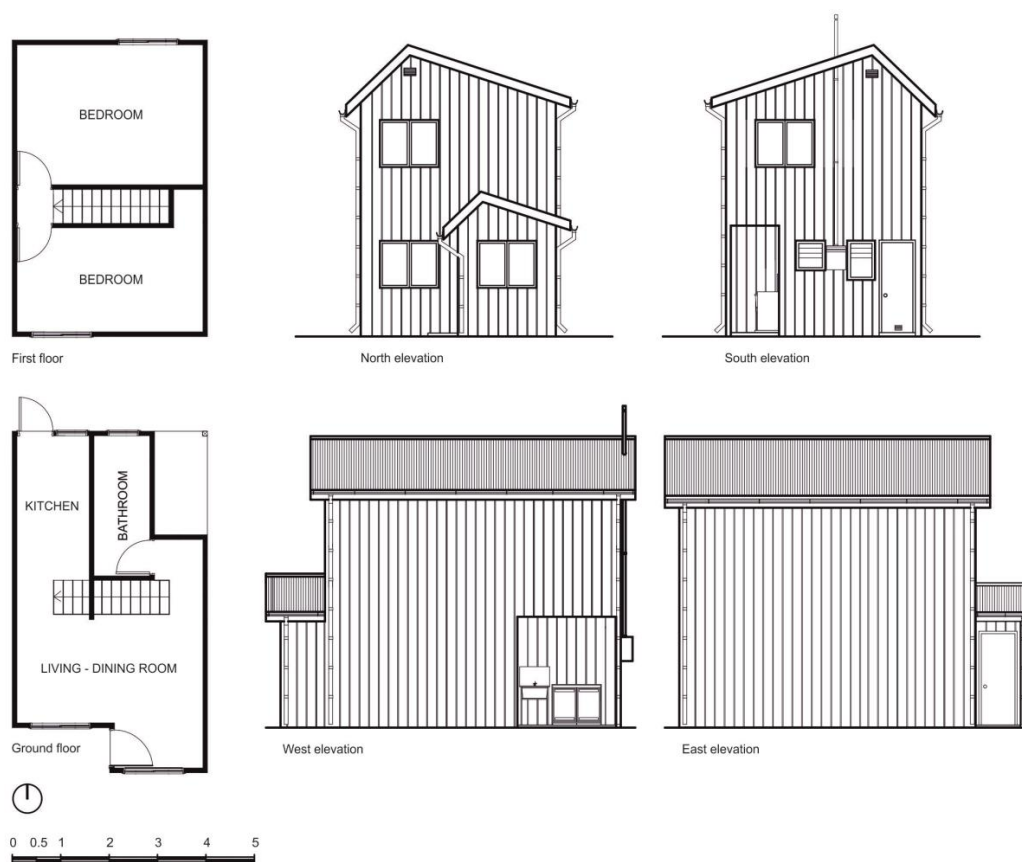 BEDROOM
BEDROOM
First floor
North elevation
South elevation
KITCHEN
BATHROOM
LIVING - DINING ROOM
Ground floor
West elevation
East elevation
0 0.5 1 2 3 4 5